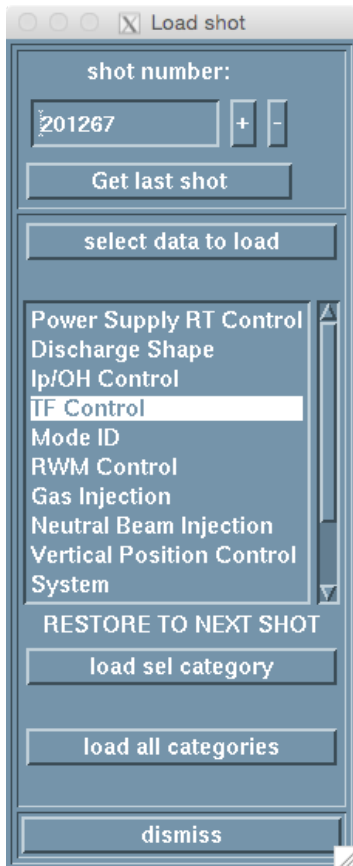 Load shot
shot number:
201267 + -
Get last shot
select data to load
Power Supply RT Control
Discharge Shape
Ip/OH Control
TF Control
Mode ID
RWM Control
Gas Injection
Neutral Beam Injection
Vertical Position Control
System
RESTORE TO NEXT SHOT
load sel category
load all categories
dismiss